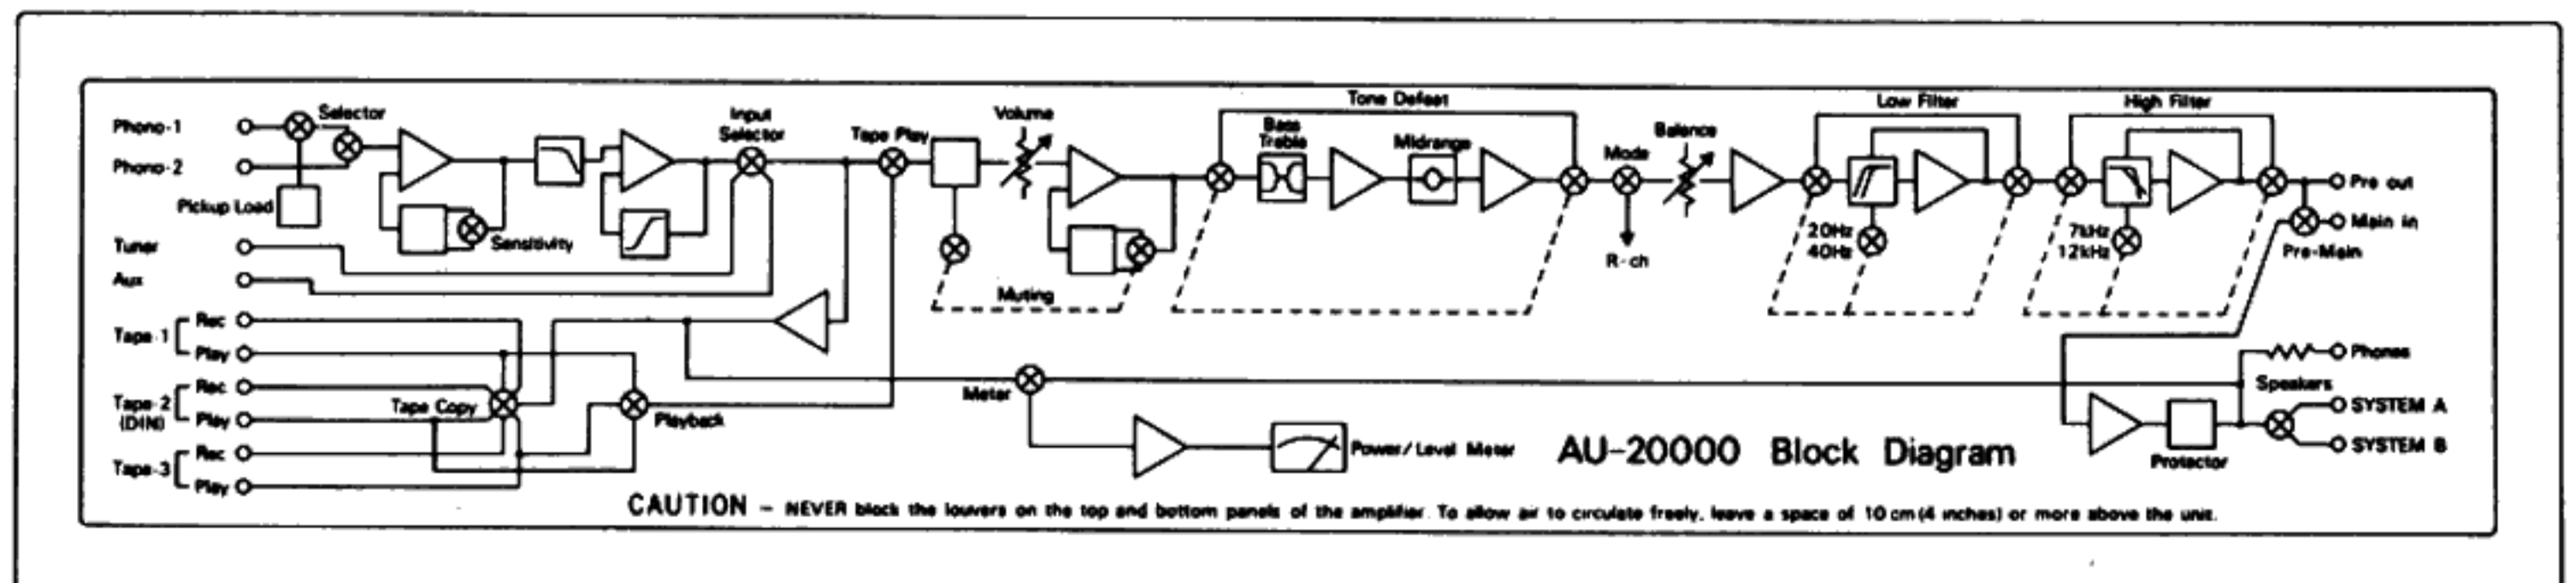 Phono-1
Selector
Phono-2
Pickup Load
Sensitivity
Input
Selector
Tape Play
Volume
Muting
Tone Defeat
Bass
Treble
Midrange
Mode
R-ch
Balance
Low Filter
20Hz
40Hz
High Filter
7kHz
12kHz
Pre out
Main in
Pre-Main
Tuner
Aux
Tape-1
Rec
Play
Tape-2
(DIN)
Rec
Play
Tape-3
Rec
Play
Tape Copy
Playback
Meter
Power/Level Meter
AU-20000 Block Diagram
Phones
Speakers
SYSTEM A
SYSTEM B
Protector
CAUTION – NEVER block the louvers on the top and bottom panels of the amplifier. To allow air to circulate freely, leave a space of 10 cm (4 inches) or more above the unit.